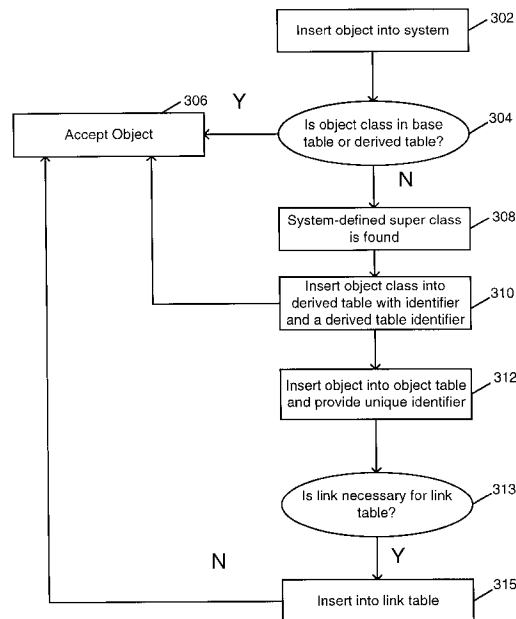 302
Insert object into system
306
Y
Accept Object
Is object class in base
table or derived table?
304
N
System-defined super class
is found
308
Insert object class into
derived table with identifier
and a derived table identifier
310
Insert object into object table
and provide unique identifier
312
Is link necessary for link
table?
313
N
Y
Insert into link table
315